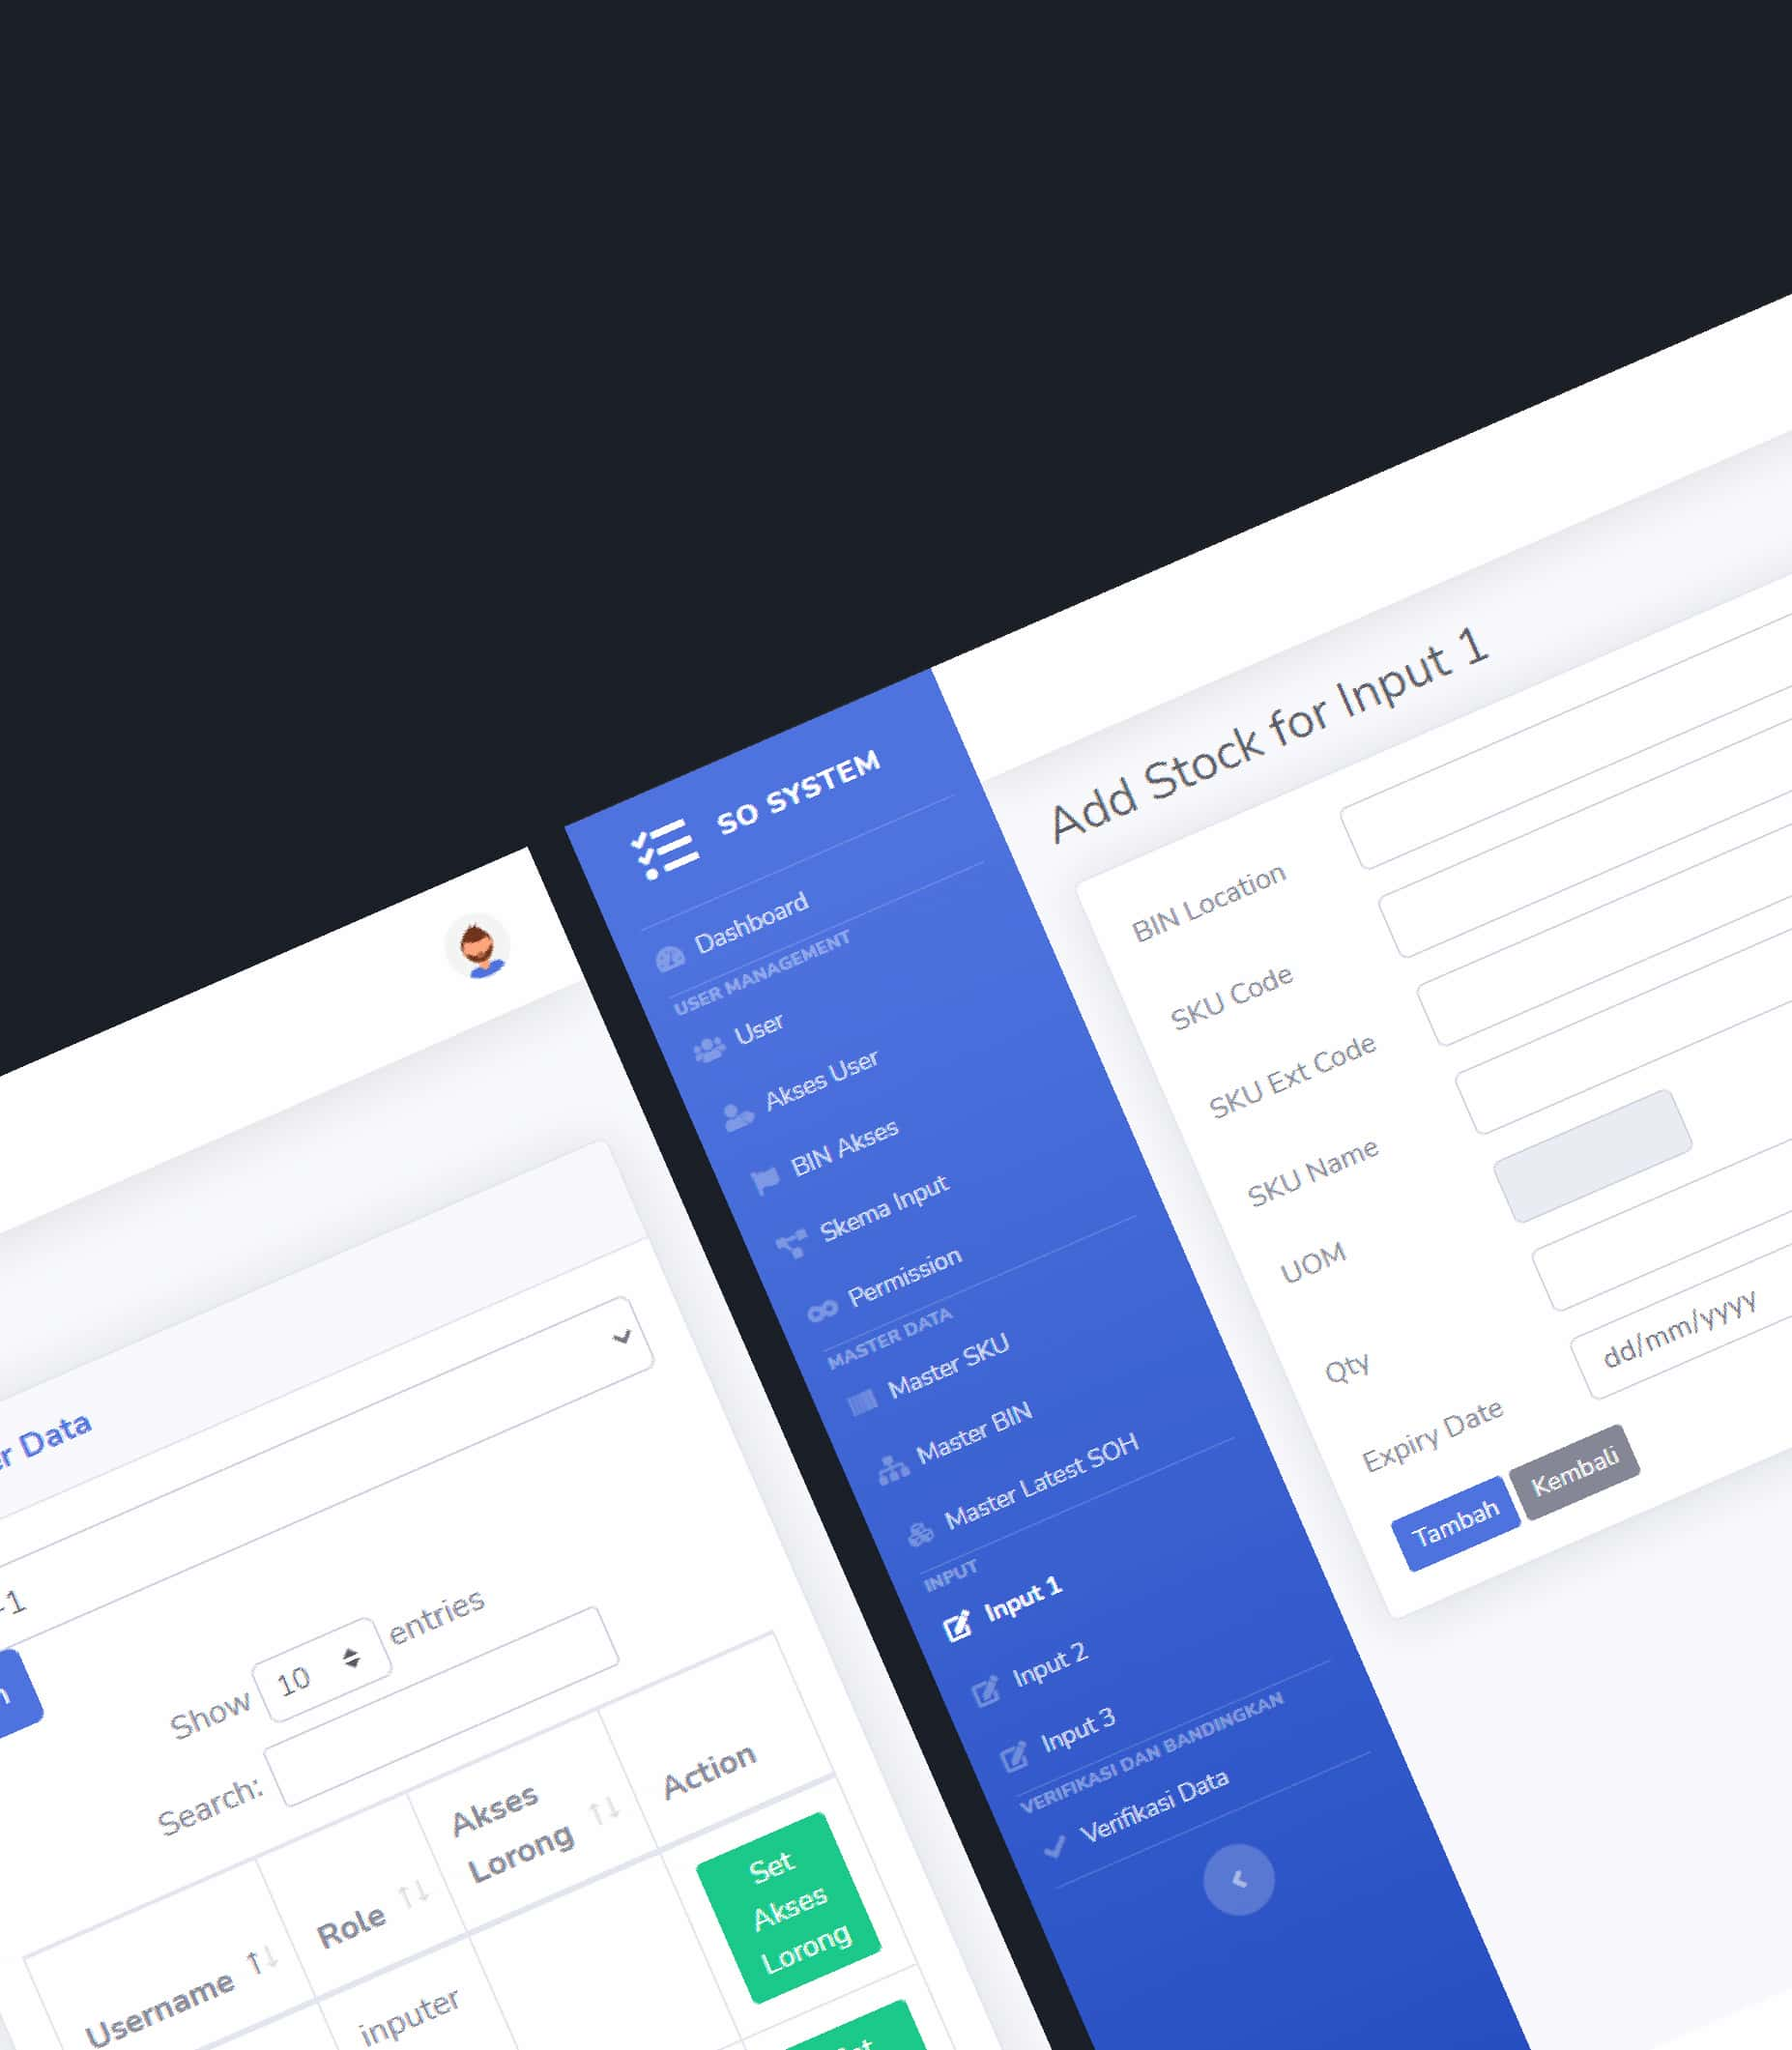 er Data
-1
Show 10 entries
Search:
Username
Role
Akses
Lorong
Action
inputer
Set
Akses
Lorong
SO SYSTEM
Dashboard
USER MANAGEMENT
User
Akses User
BIN Akses
Skema Input
Permission
MASTER DATA
Master SKU
Master BIN
Master Latest SOH
INPUT
Input 1
Input 2
Input 3
VERIFIKASI DAN BANDINGKAN
Verifikasi Data
Add Stock for Input 1
BIN Location
SKU Code
SKU Ext Code
SKU Name
UOM
Qty
Expiry Date
dd/mm/yyyy
Tambah
Kembali